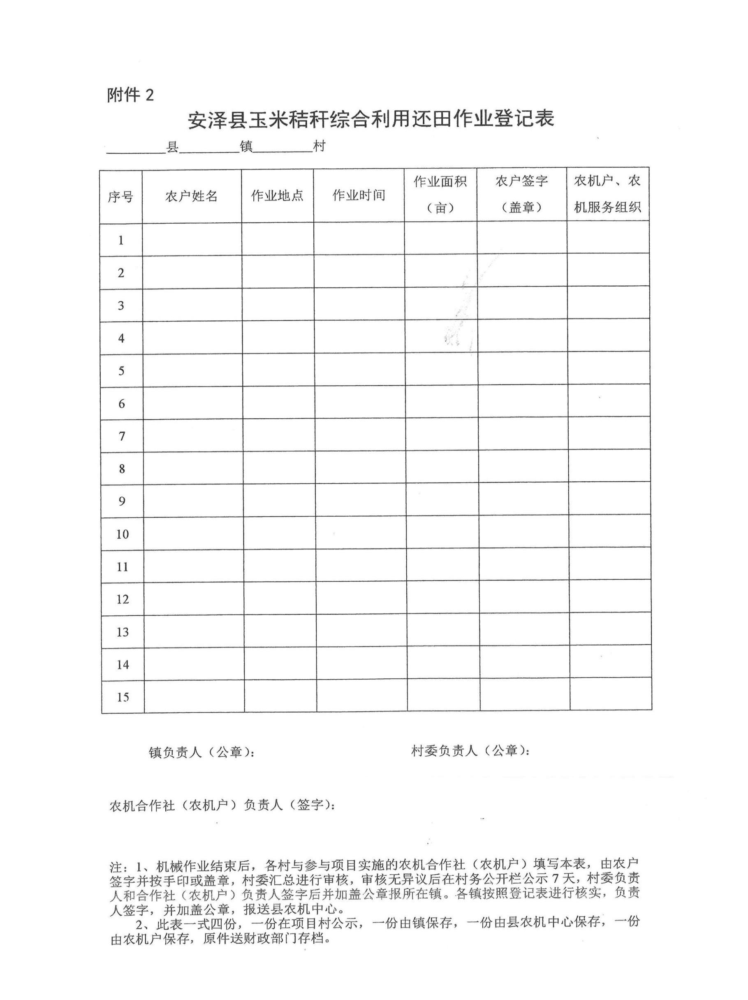 附件 2
安泽县玉米秸秆综合利用还田作业登记表
________县________镇________村
序号 农户姓名 作业地点 作业时间 作业面积（亩） 农户签字（盖章） 农机户、农机服务组织
1
2
3
4
5
6
7
8
9
10
11
12
13
14
15
镇负责人（公章）： 村委负责人（公章）：
农机合作社（农机户）负责人（签字）：
注：1、机械作业结束后，各村与参与项目实施的农机合作社（农机户）填写本表，由农户
签字并按手印或盖章，村委汇总进行审核，审核无异议后在村务公开栏公示 7 天，村委负责
人和合作社（农机户）负责人签字后并加盖公章报所在镇。各镇按照登记表进行核实，负责
人签字，并加盖公章，报送县农机中心。
2、此表一式四份，一份在项目村公示，一份由镇保存，一份由县农机中心保存，一份
由农机户保存，原件送财政部门存档。